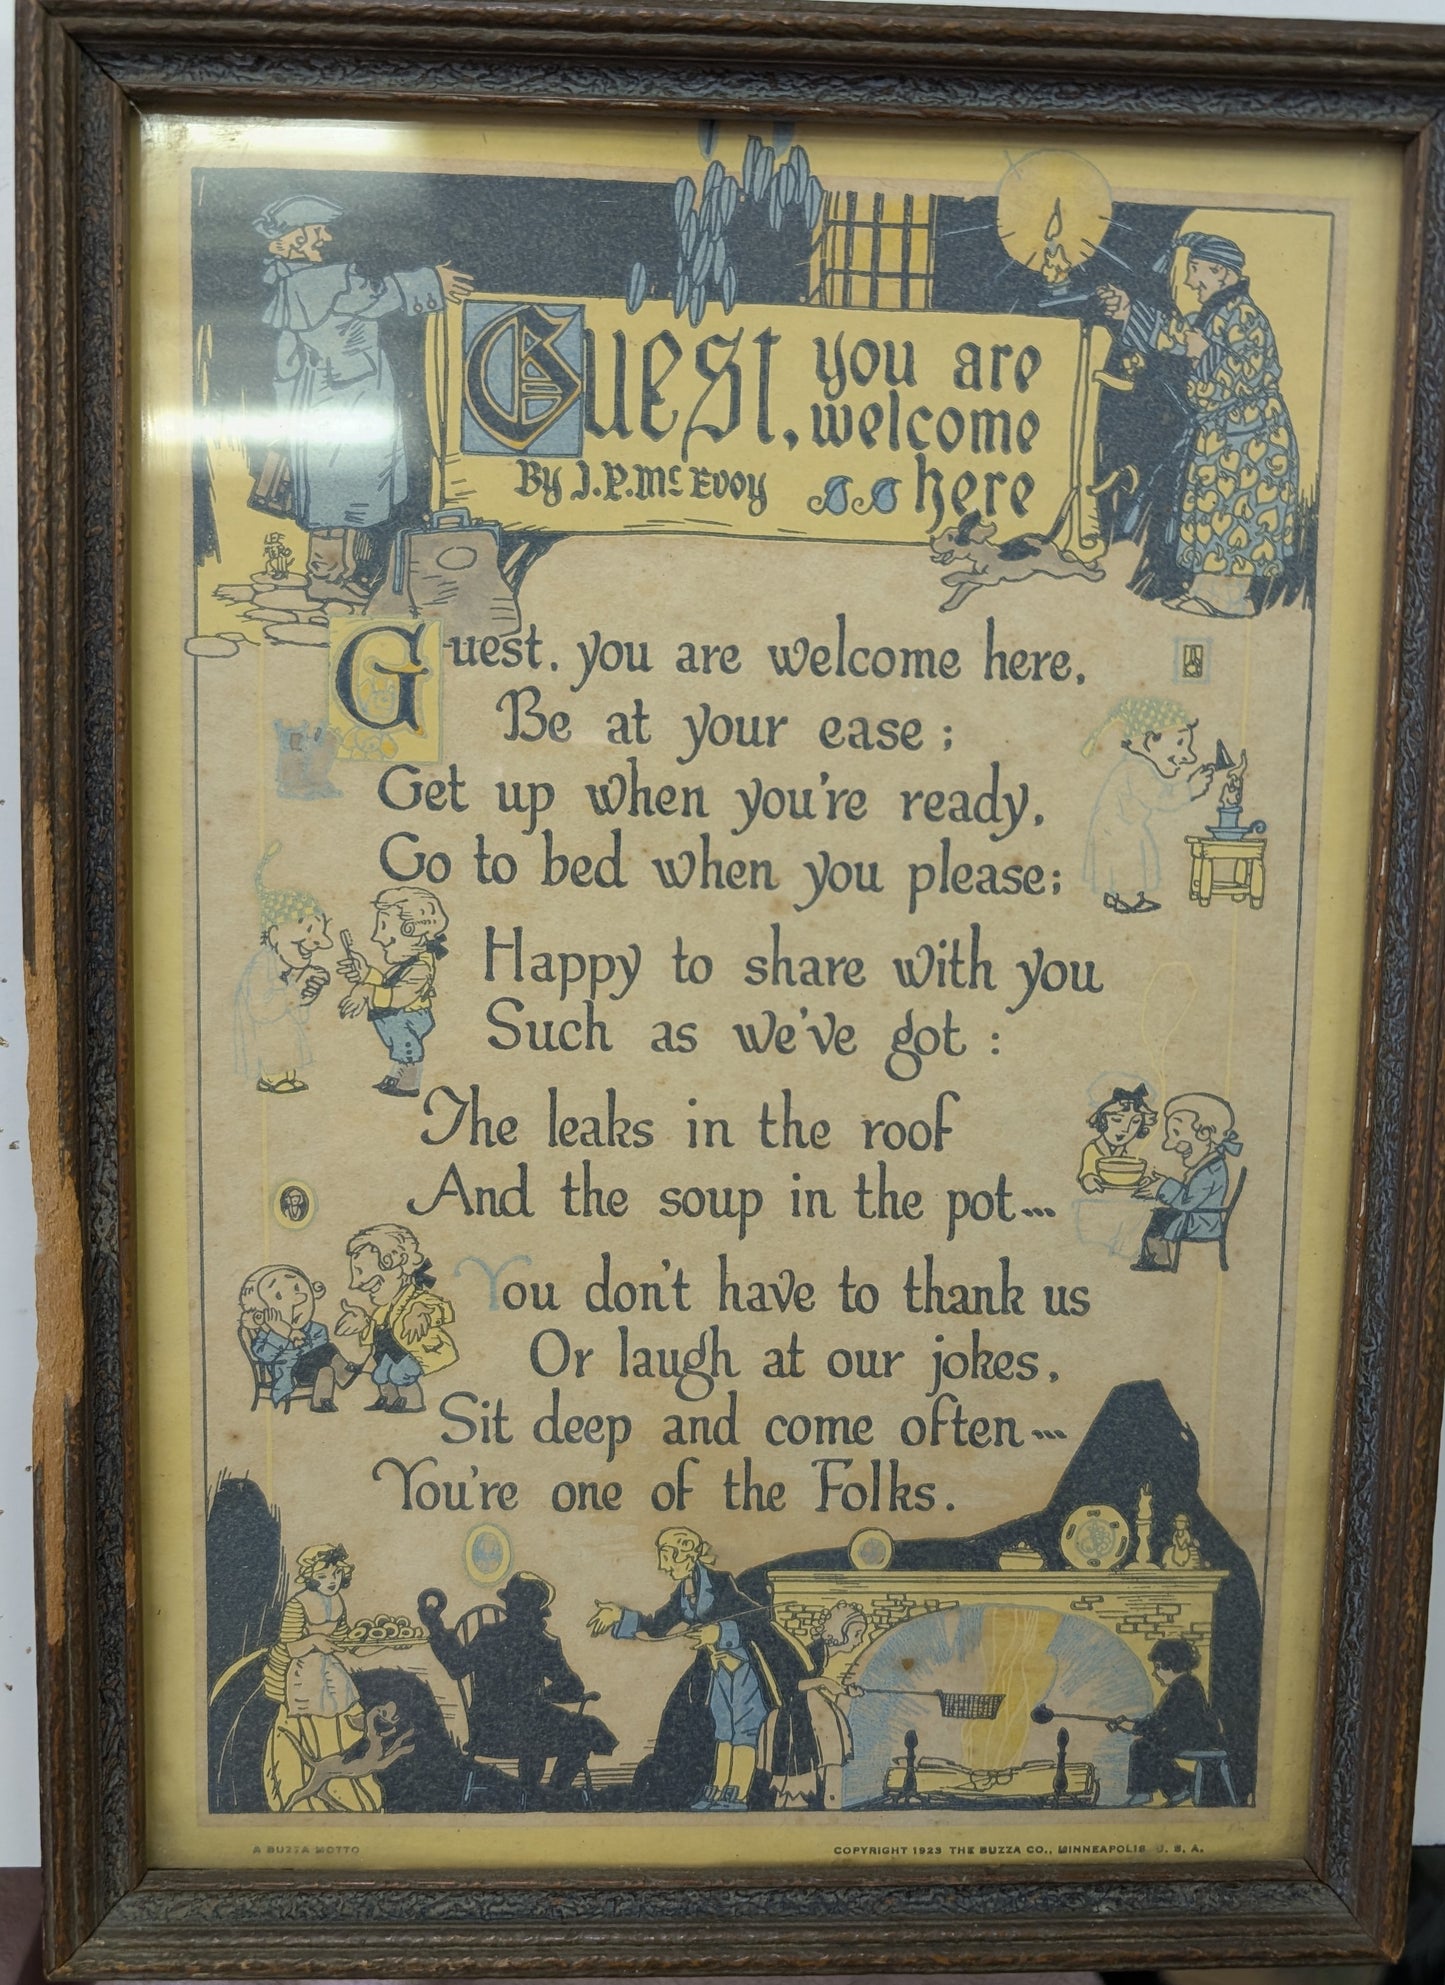 Guest, you are
welcome
By J.P. Mc Evoy here
LEE
MERO
Guest, you are welcome here,
Be at your ease;
Get up when you're ready,
Go to bed when you please;
Happy to share with you
Such as we've got:
The leaks in the roof
And the soup in the pot...
You don't have to thank us
Or laugh at our jokes,
Sit deep and come often...
You're one of the Folks.
A BUZZA MOTTO
COPYRIGHT 1923 THE BUZZA CO., MINNEAPOLIS U. S. A.